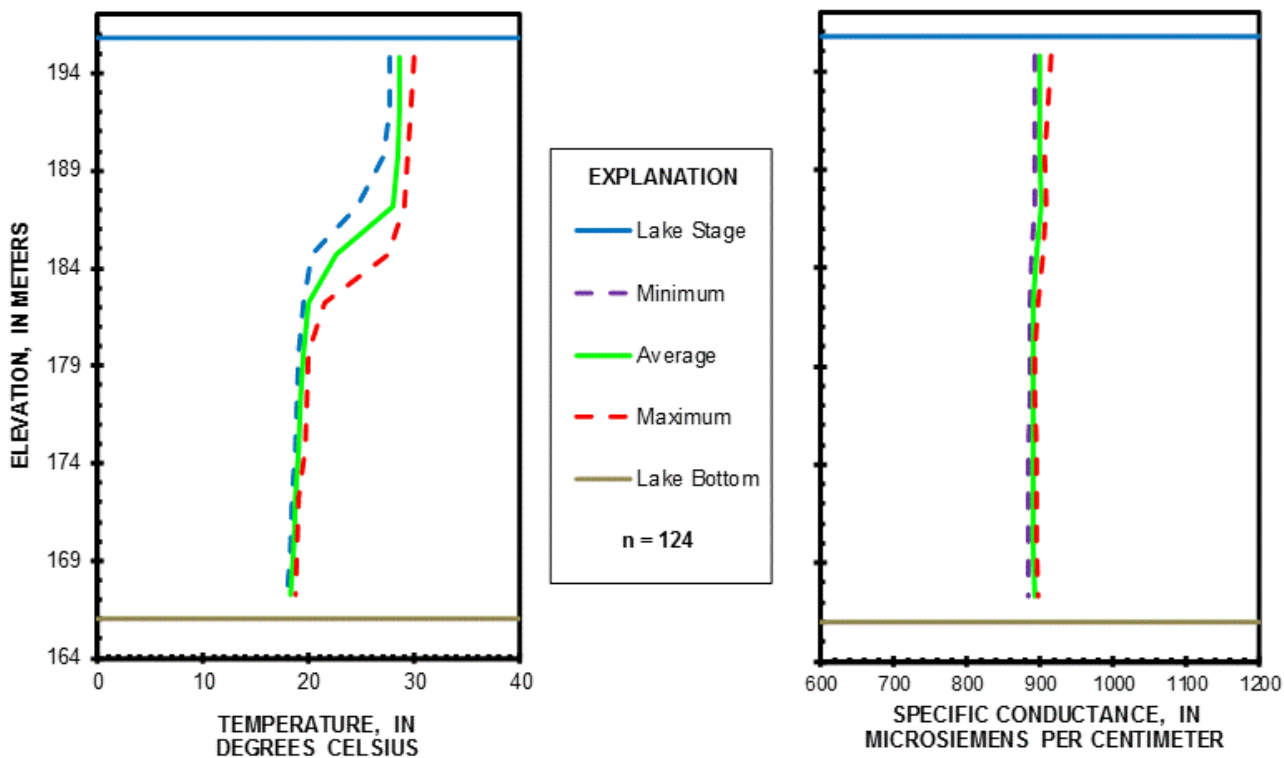 ELEVATION, IN METERS
194
189
184
179
174
169
164
0
10
20
30
40
TEMPERATURE, IN
DEGREES CELSIUS
EXPLANATION
Lake Stage
Minimum
Average
Maximum
Lake Bottom
n = 124
600
700
800
900
1000
1100
1200
SPECIFIC CONDUCTANCE, IN
MICROSIEMENS PER CENTIMETER